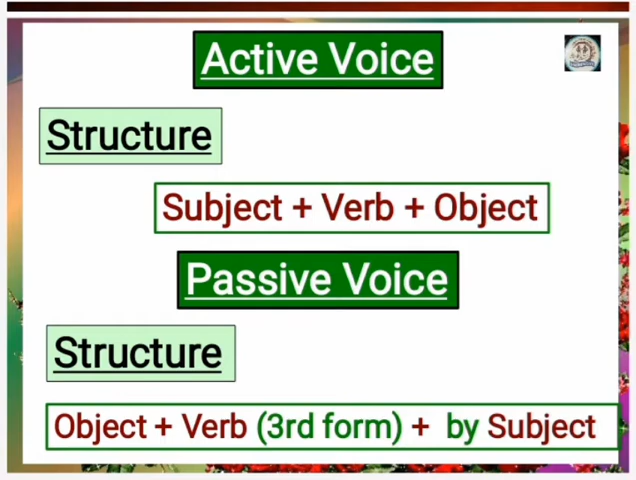 Active Voice
Structure
Subject + Verb + Object
Passive Voice
Structure
Object + Verb (3rd form) + by Subject